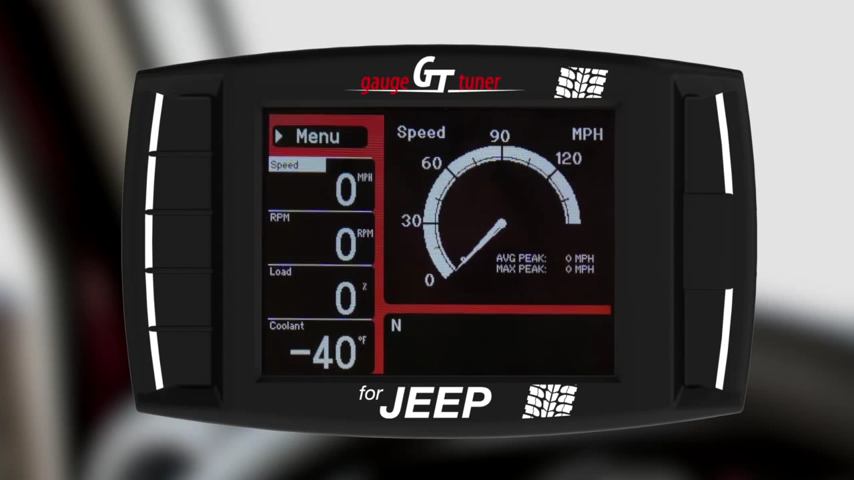 gauge GT tuner
Menu
Speed
0 MPH
RPM
0 RPM
Load
0 %
Coolant
-40 °F
Speed
MPH
0
30
60
90
120
AVG PEAK: 0 MPH
MAX PEAK: 0 MPH
N
for JEEP